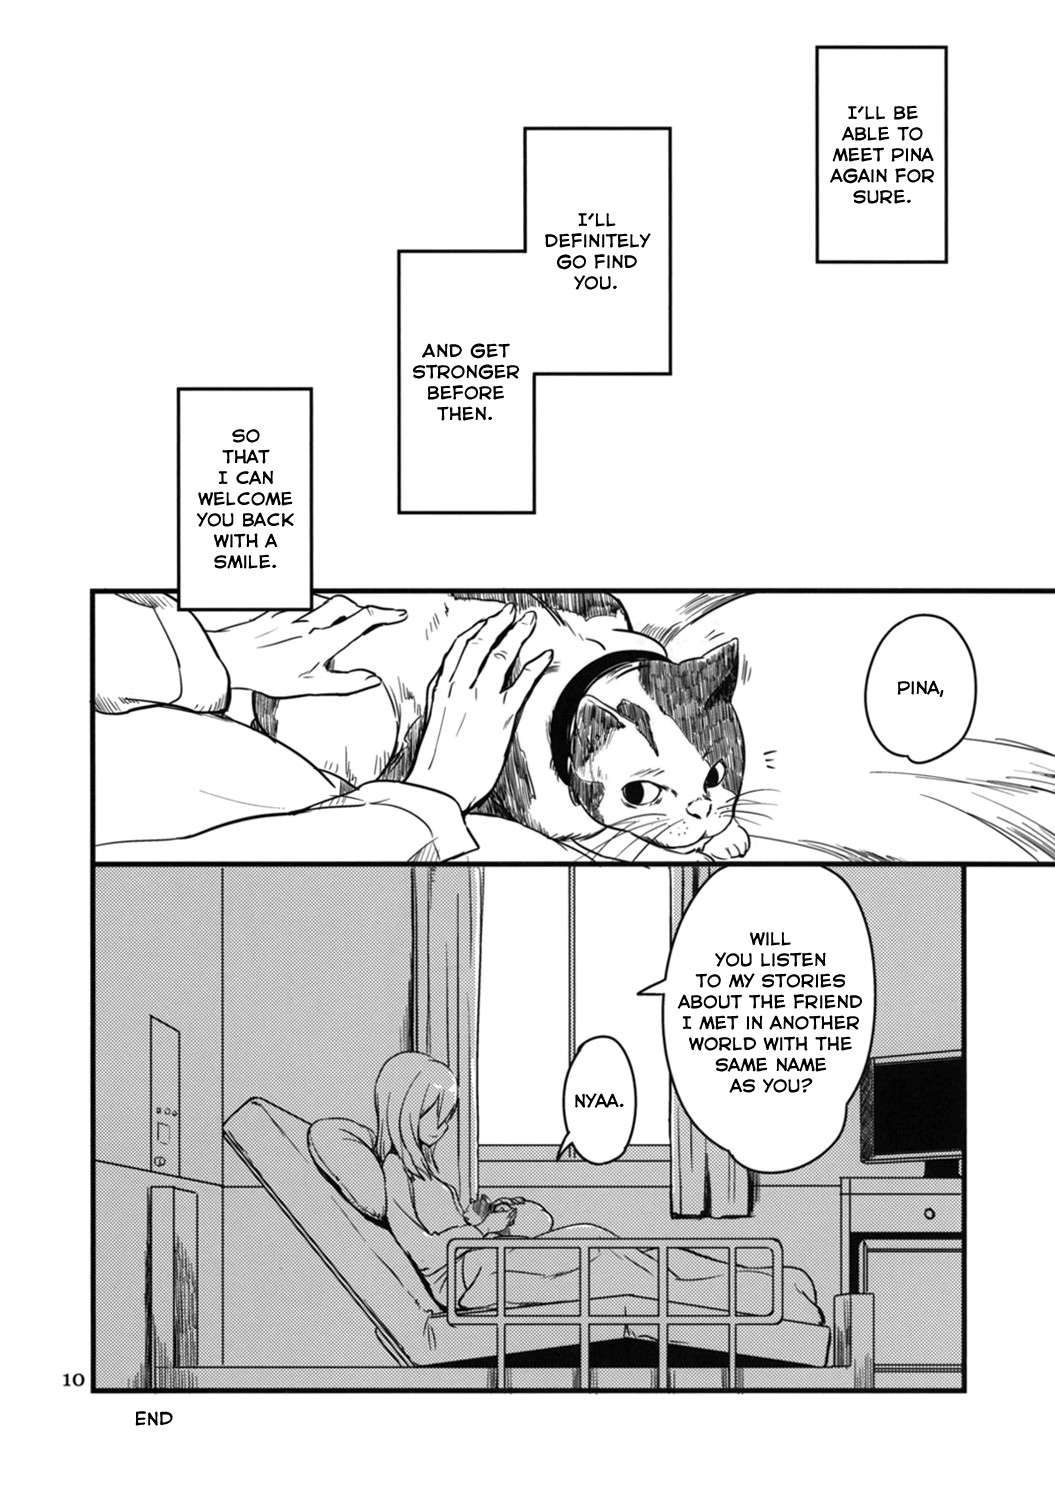 I'LL BE
ABLE TO
MEET PINA
AGAIN FOR
SURE.
I'LL
DEFINITELY
GO FIND
YOU.
AND GET
STRONGER
BEFORE
THEN.
SO
THAT
I CAN
WELCOME
YOU BACK
WITH A
SMILE.
PINA,
WILL
YOU LISTEN
TO MY STORIES
ABOUT THE FRIEND
I MET IN ANOTHER
WORLD WITH THE
SAME NAME
AS YOU?
NYAA.
10
END